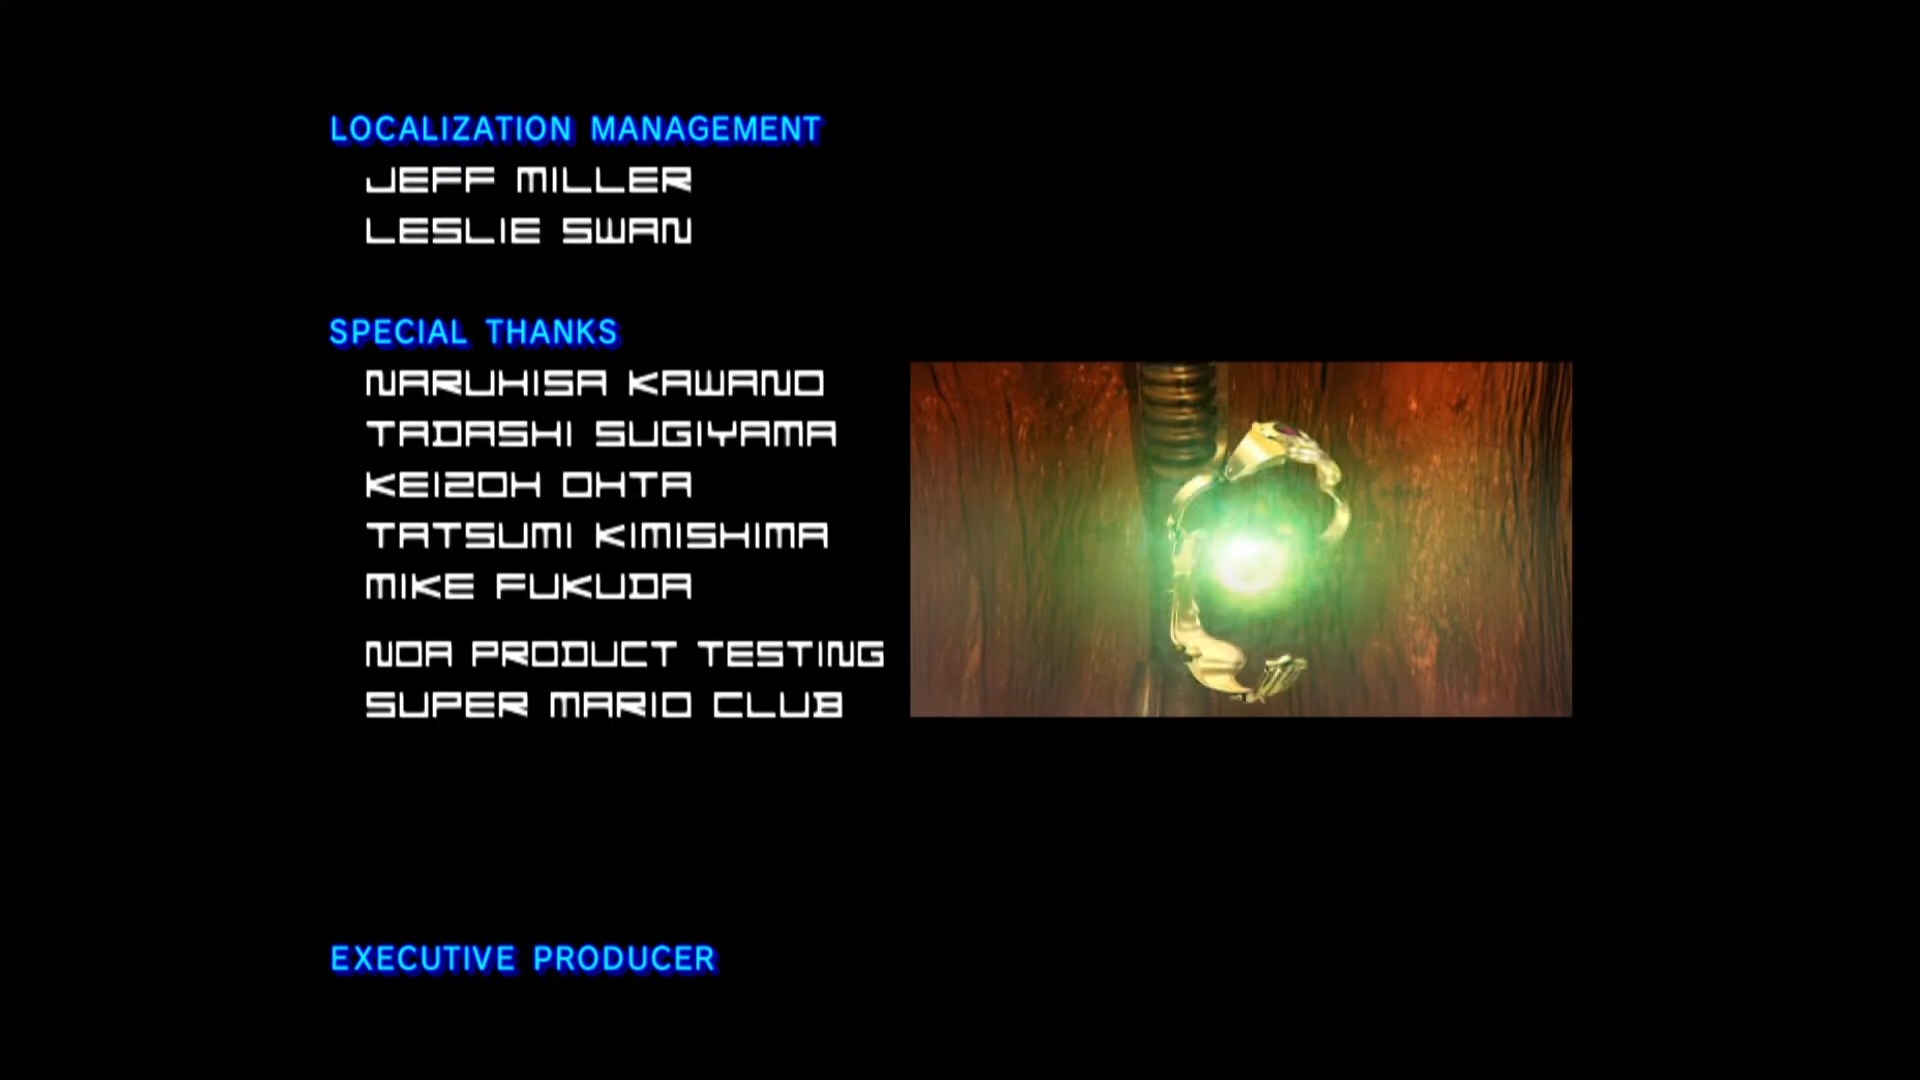 LOCALIZATION MANAGEMENT
JEFF MILLER
LESLIE SWAN
SPECIAL THANKS
NARUHISA KAWANO
TADASHI SUGIYAMA
KEIZOH OHTA
TATSUMI KIMISHIMA
MIKE FUKUDA
NOA PRODUCT TESTING
SUPER MARIO CLUB
EXECUTIVE PRODUCER